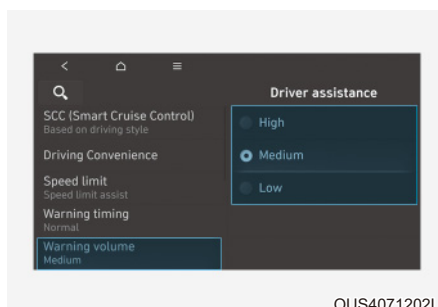 Driver assistance
SCC (Smart Cruise Control)
Based on driving style
Driving Convenience
Speed limit
Speed limit assist
Warning timing
Normal
Warning volume
Medium
High
Medium
Low
OUS4071202L